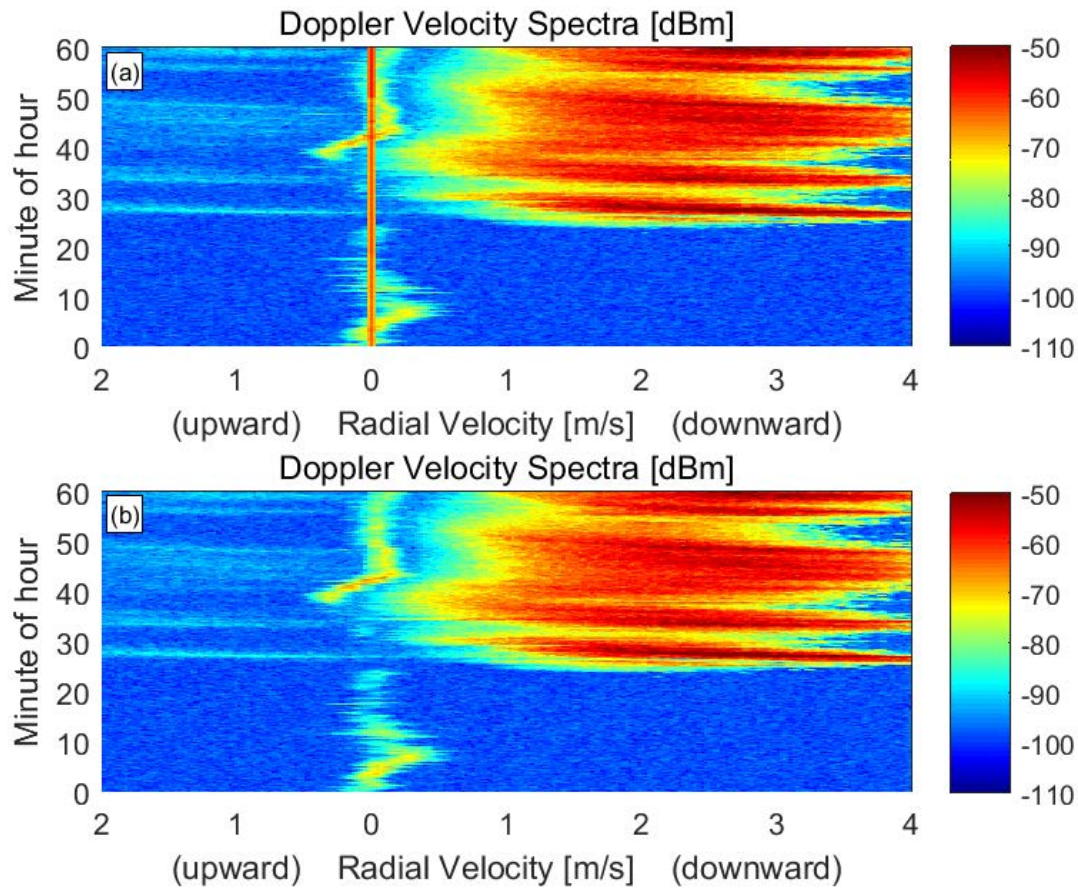 Doppler Velocity Spectra [dBm]
(a)
60
50
40
30
20
10
0
Minute of hour
2 1 0 1 2 3 4
(upward) Radial Velocity [m/s] (downward)
-50
-60
-70
-80
-90
-100
-110
Doppler Velocity Spectra [dBm]
(b)
60
50
40
30
20
10
0
Minute of hour
2 1 0 1 2 3 4
(upward) Radial Velocity [m/s] (downward)
-50
-60
-70
-80
-90
-100
-110